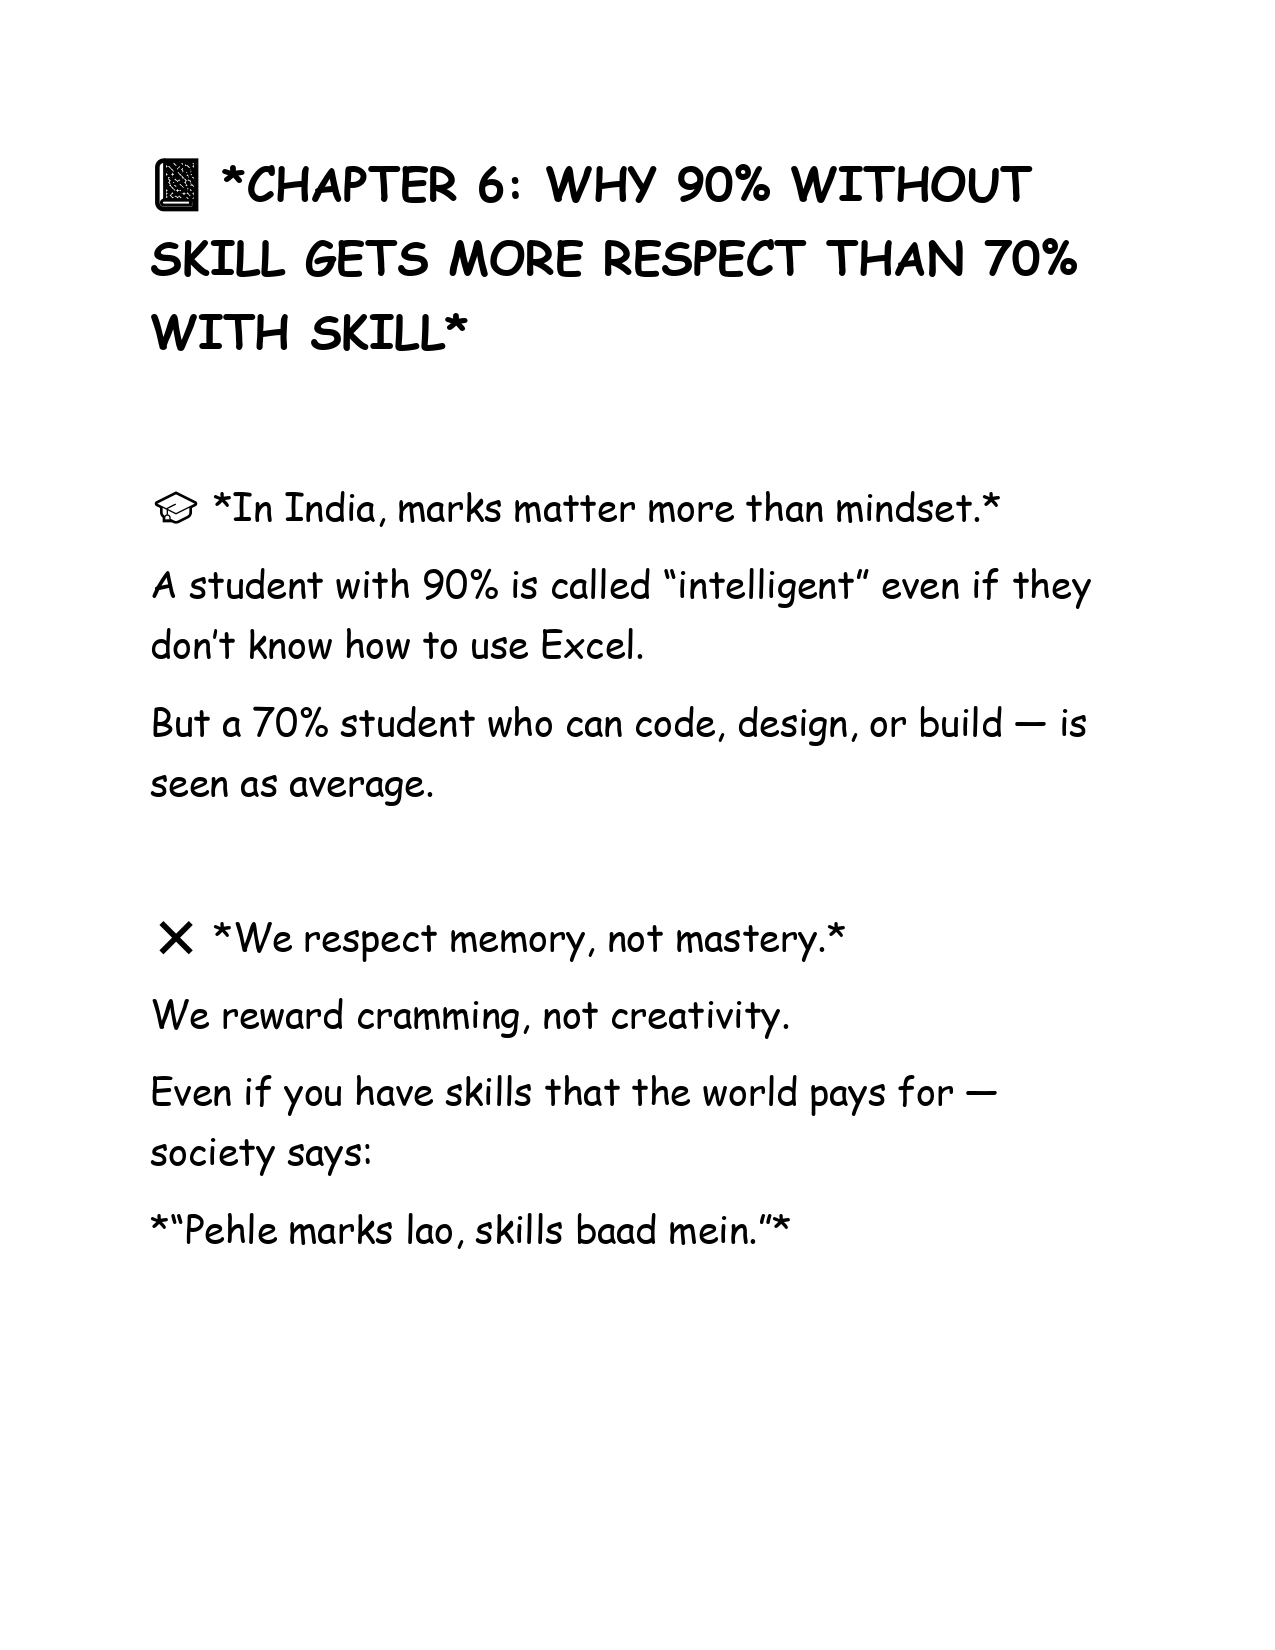 📓 *CHAPTER 6: WHY 90% WITHOUT
SKILL GETS MORE RESPECT THAN 70%
WITH SKILL*
🎓 *In India, marks matter more than mindset.*
A student with 90% is called “intelligent” even if they
don’t know how to use Excel.
But a 70% student who can code, design, or build — is
seen as average.
❌ *We respect memory, not mastery.*
We reward cramming, not creativity.
Even if you have skills that the world pays for —
society says:
*“Pehle marks lao, skills baad mein.”*